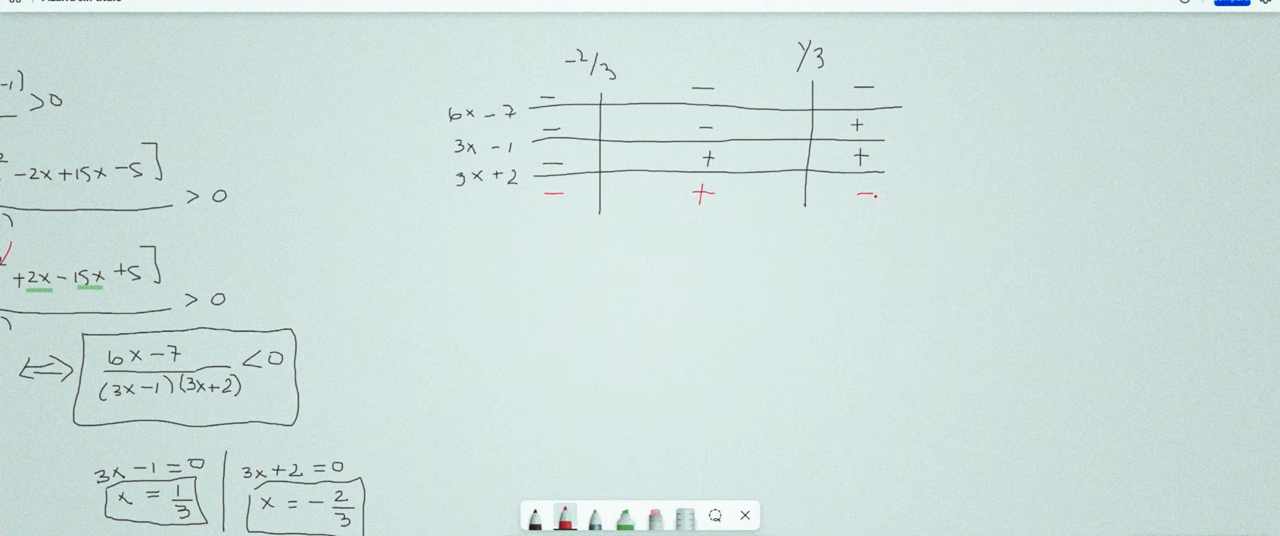 -1]
> 0
-2x + 15x - 5]
> 0
+2x - 15x + 5]
> 0
⟺ 6x - 7
(3x - 1)(3x + 2)
< 0
3x - 1 = 0
x = 1/3
3x + 2 = 0
x = - 2/3
-2/3 1/3
- - -
6x - 7
- - +
3x - 1
- + +
3x + 2
- + -.